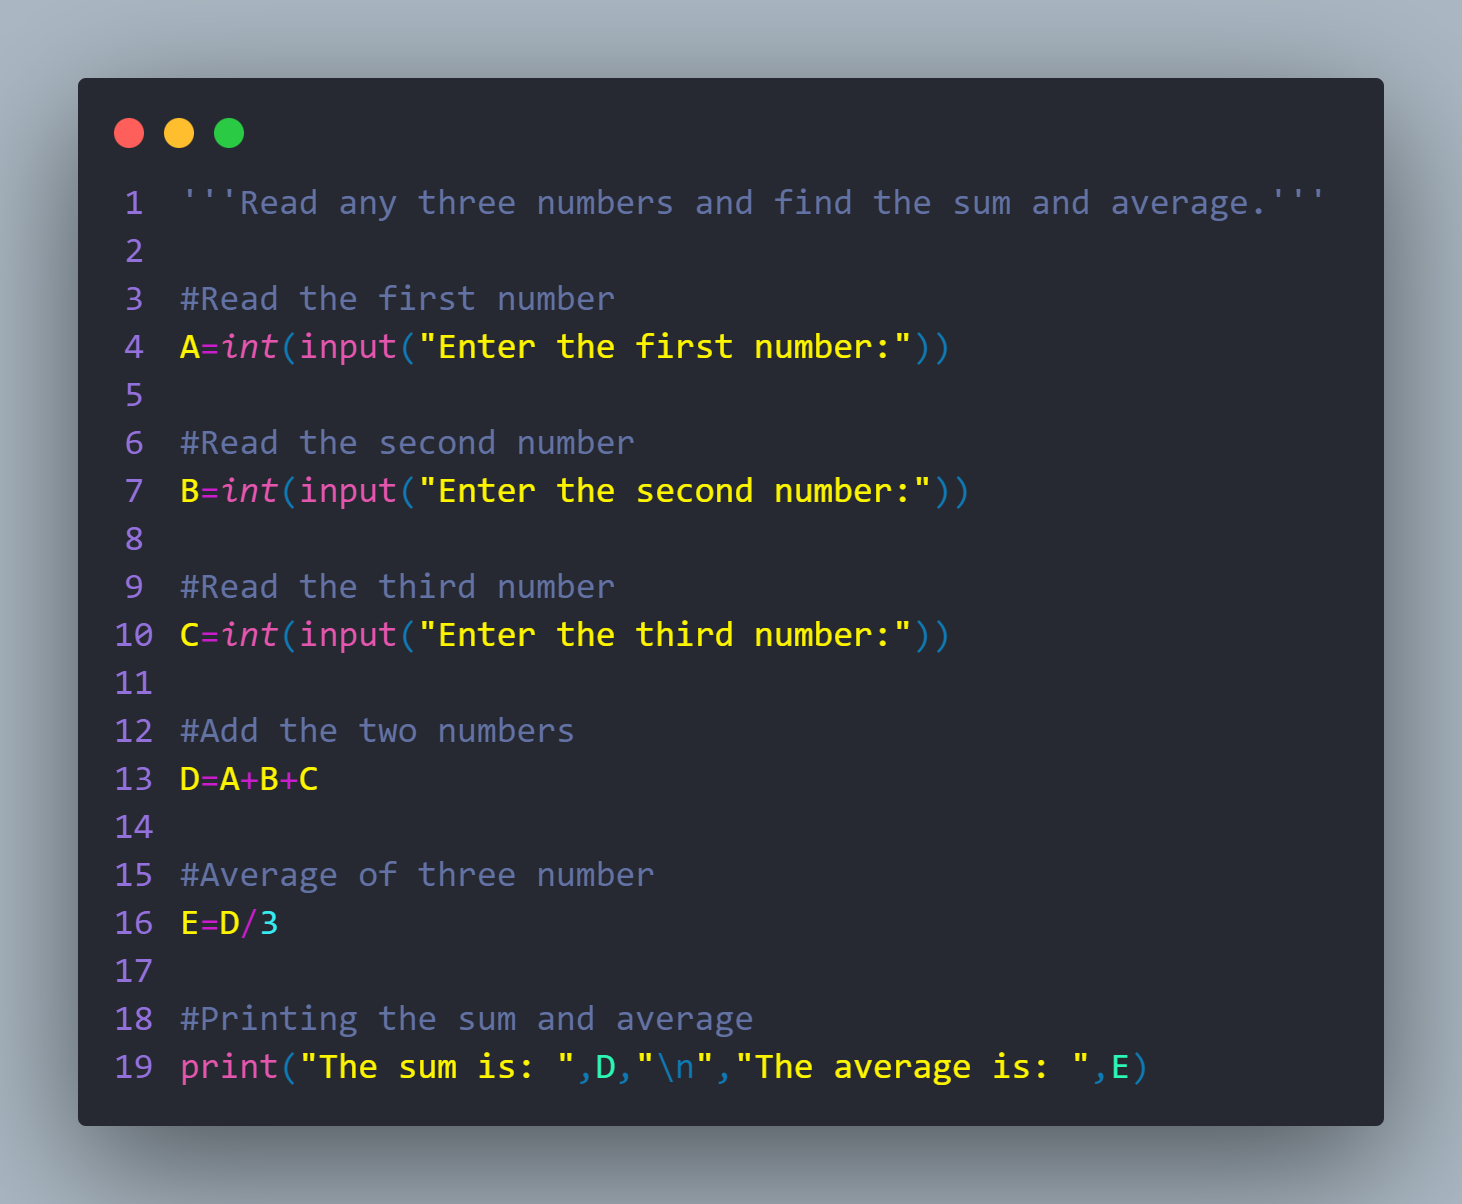 1 '''Read any three numbers and find the sum and average.'''
2
3 #Read the first number
4 A=int(input("Enter the first number:"))
5
6 #Read the second number
7 B=int(input("Enter the second number:"))
8
9 #Read the third number
10 C=int(input("Enter the third number:"))
11
12 #Add the two numbers
13 D=A+B+C
14
15 #Average of three number
16 E=D/3
17
18 #Printing the sum and average
19 print("The sum is: ",D,"\n","The average is: ",E)